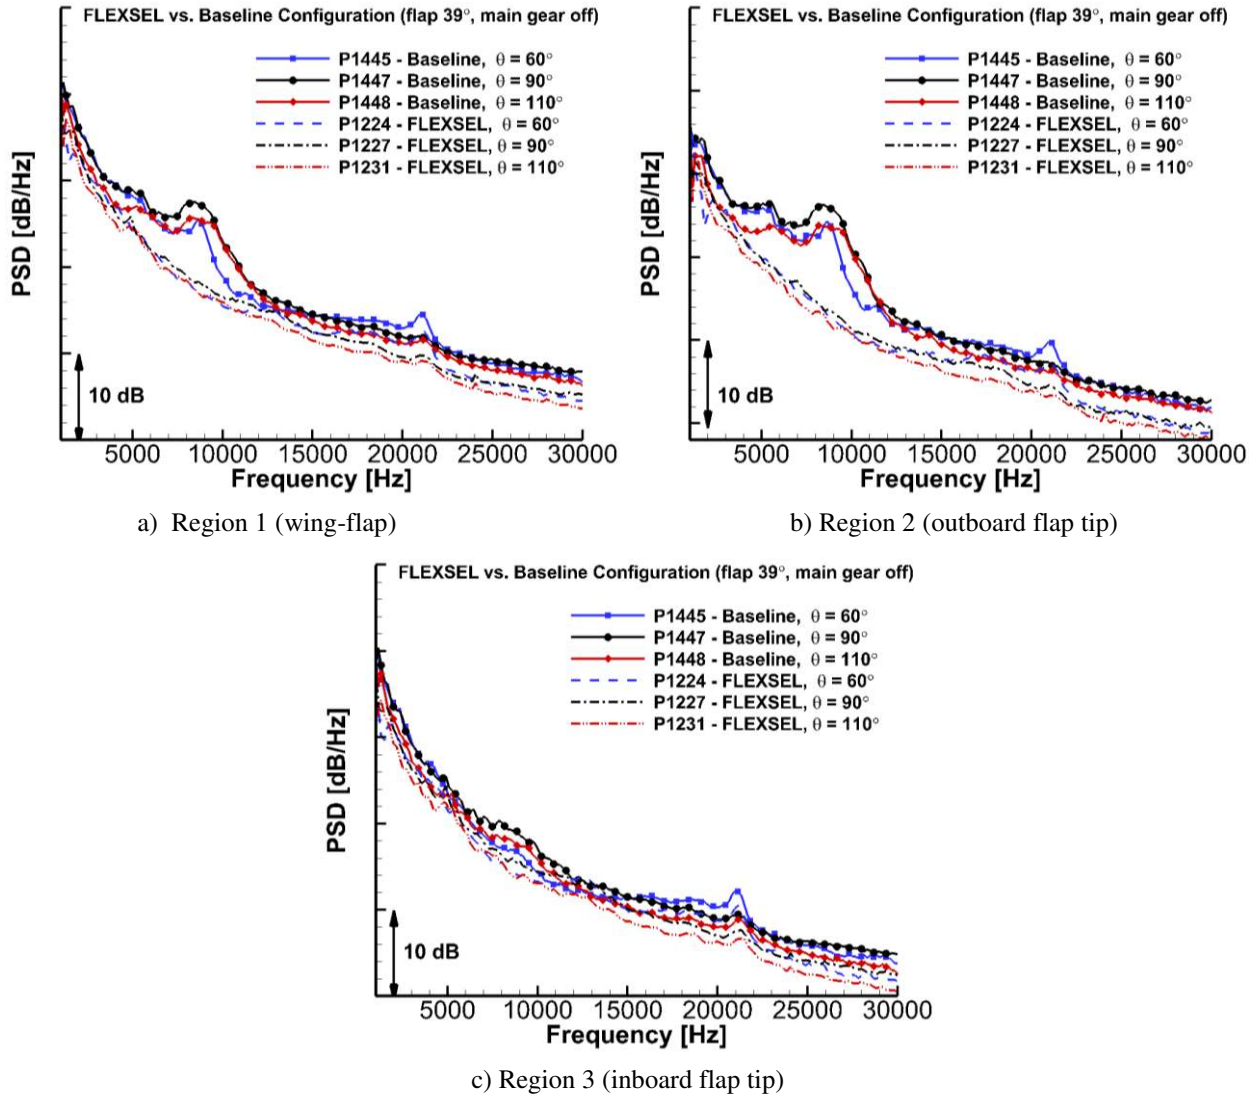 FLEXSEL vs. Baseline Configuration (flap 39°, main gear off)
P1445 - Baseline, θ = 60°
P1447 - Baseline, θ = 90°
P1448 - Baseline, θ = 110°
P1224 - FLEXSEL, θ = 60°
P1227 - FLEXSEL, θ = 90°
P1231 - FLEXSEL, θ = 110°
PSD [dB/Hz]
10 dB
5000 10000 15000 20000 25000 30000
Frequency [Hz]
a) Region 1 (wing-flap)
FLEXSEL vs. Baseline Configuration (flap 39°, main gear off)
P1445 - Baseline, θ = 60°
P1447 - Baseline, θ = 90°
P1448 - Baseline, θ = 110°
P1224 - FLEXSEL, θ = 60°
P1227 - FLEXSEL, θ = 90°
P1231 - FLEXSEL, θ = 110°
PSD [dB/Hz]
10 dB
5000 10000 15000 20000 25000 30000
Frequency [Hz]
b) Region 2 (outboard flap tip)
FLEXSEL vs. Baseline Configuration (flap 39°, main gear off)
P1445 - Baseline, θ = 60°
P1447 - Baseline, θ = 90°
P1448 - Baseline, θ = 110°
P1224 - FLEXSEL, θ = 60°
P1227 - FLEXSEL, θ = 90°
P1231 - FLEXSEL, θ = 110°
PSD [dB/Hz]
10 dB
5000 10000 15000 20000 25000 30000
Frequency [Hz]
c) Region 3 (inboard flap tip)